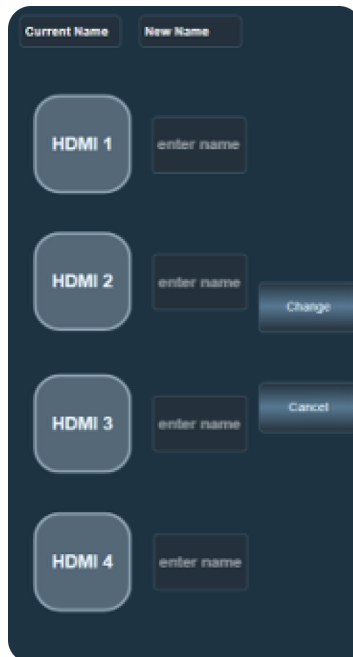 Current Name New Name
HDMI 1 enter name
HDMI 2 enter name
Change
Cancel
HDMI 3 enter name
HDMI 4 enter name